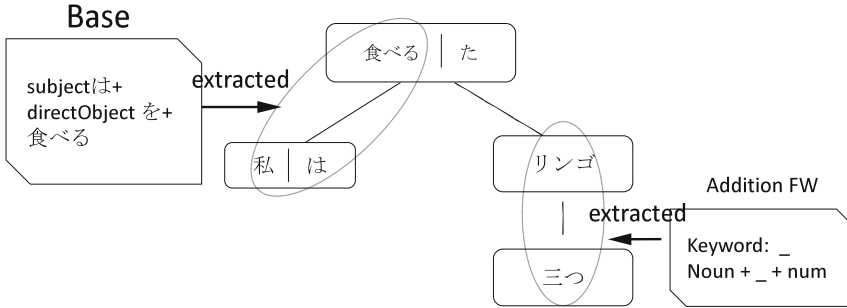 Base
subjectは+
directObject を+
食べる
extracted
食べる | た
私 | は
リンゴ
|
三つ
extracted
Addition FW
Keyword: _
Noun + _ + num